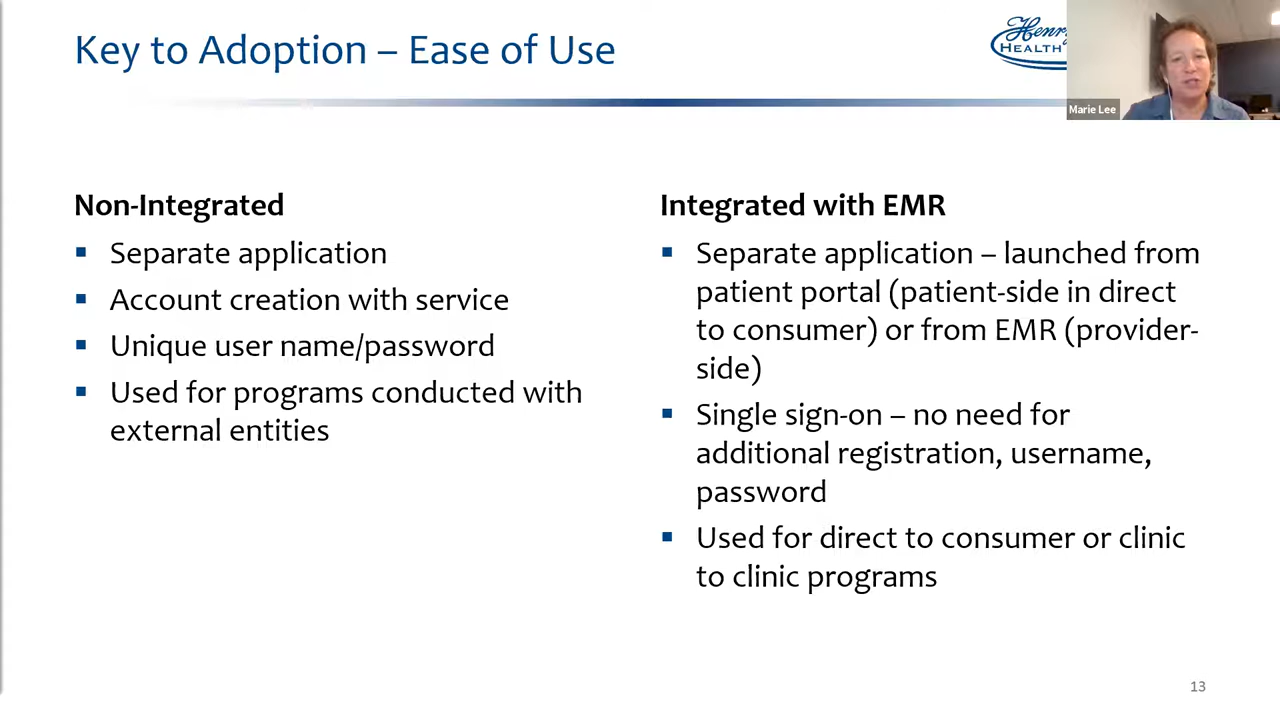 Key to Adoption – Ease of Use
Henry
HEALTH
Marie Lee
Non-Integrated
▪ Separate application
▪ Account creation with service
▪ Unique user name/password
▪ Used for programs conducted with
external entities
Integrated with EMR
▪ Separate application – launched from
patient portal (patient-side in direct
to consumer) or from EMR (provider-
side)
▪ Single sign-on – no need for
additional registration, username,
password
▪ Used for direct to consumer or clinic
to clinic programs
13